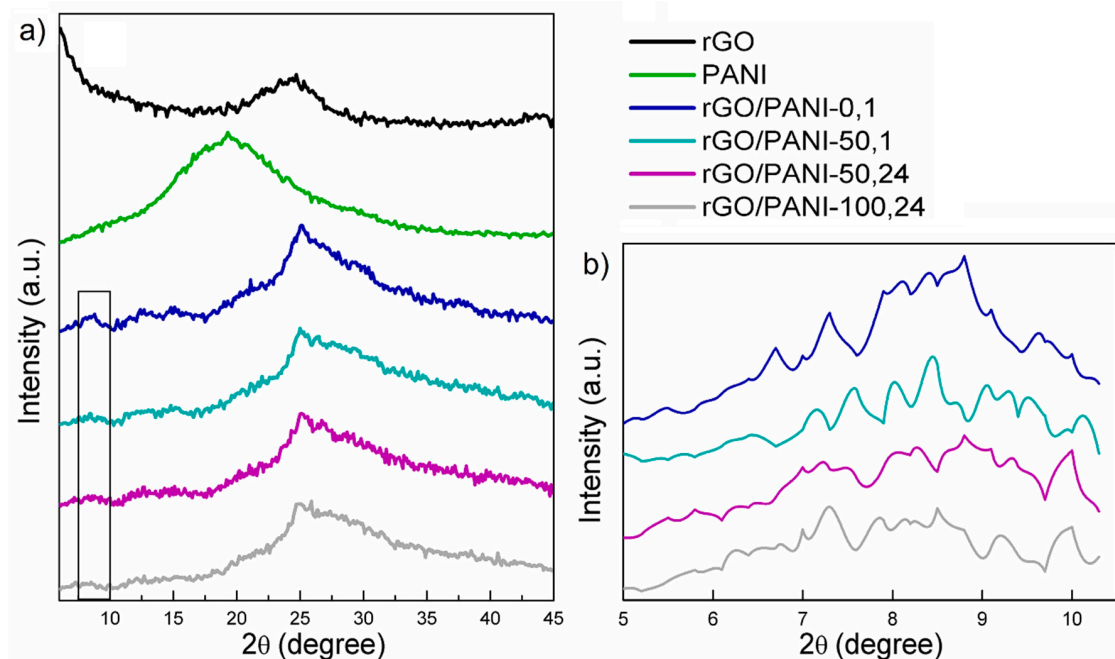 a)
rGO
PANI
rGO/PANI-0,1
rGO/PANI-50,1
rGO/PANI-50,24
rGO/PANI-100,24
Intensity (a.u.)
10 15 20 25 30 35 40 45
2θ (degree)
b)
Intensity (a.u.)
5 6 7 8 9 10
2θ (degree)